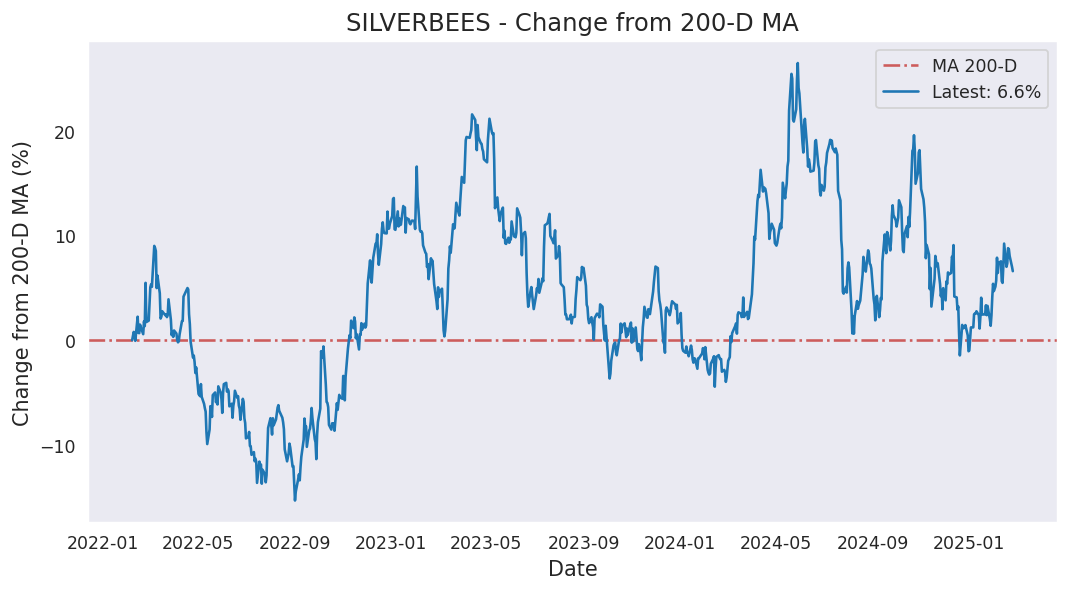 SILVERBEES - Change from 200-D MA
MA 200-D
Latest: 6.6%
Change from 200-D MA (%)
20
10
0
−10
2022-01 2022-05 2022-09 2023-01 2023-05 2023-09 2024-01 2024-05 2024-09 2025-01
Date